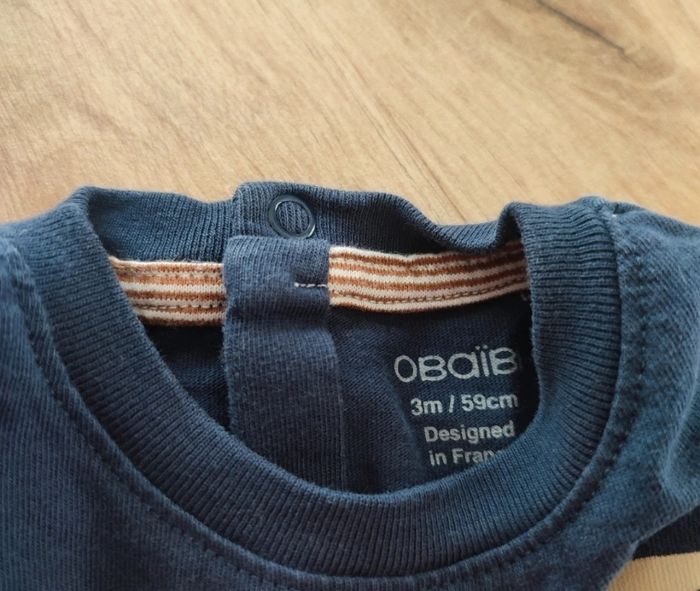 OBaïB
3m / 59cm
Designed
in Fran